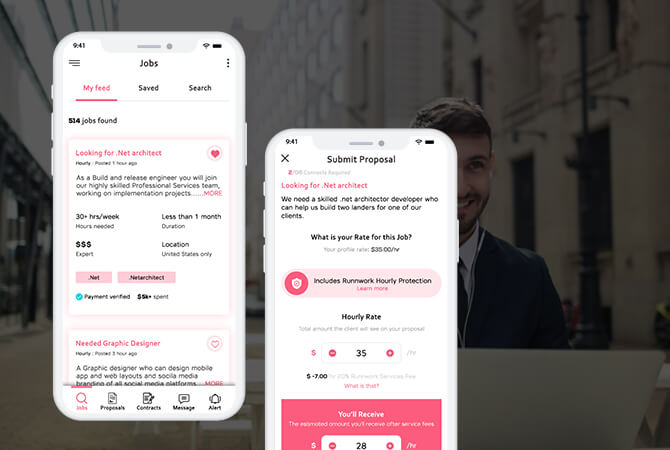 9:41
Jobs
My feed
Saved
Search
514 jobs found
Looking for .Net architect
Hourly : Posted 1 hour ago
As a Build and release engineer you will join
our highly skilled Professional Services team,
working on implementation projects.......MORE
30+ hrs/week
Less than 1 month
Hours needed
Duration
$$$
Location
Expert
United States only
.Net
.Netarchitect
Payment verified
$5k+ spent
Needed Graphic Designer
Hourly : Posted 3 hour ago
A Graphic designer who can design mobile
app and web layouts and socila media
branding of all social media platforms....MORE
Jobs
Proposals
Contracts
Message
Alert
9:41
Submit Proposal
2/06 Connects Required
Looking for .Net architect
We need a skilled .net architector developer who
can help us build two landers for one of our
clients.
What is your Rate for this Job?
Your profile rate: $35.00/hr
Includes Runnwork Hourly Protection
Learn more
Hourly Rate
Total amount the client will see on your proposal
$
35
/hr
$ -7.00 for 20% Runnwork Services Fee
What is that?
You'll Receive
The estimated amount you'll receive after service fees
$
28
/hr